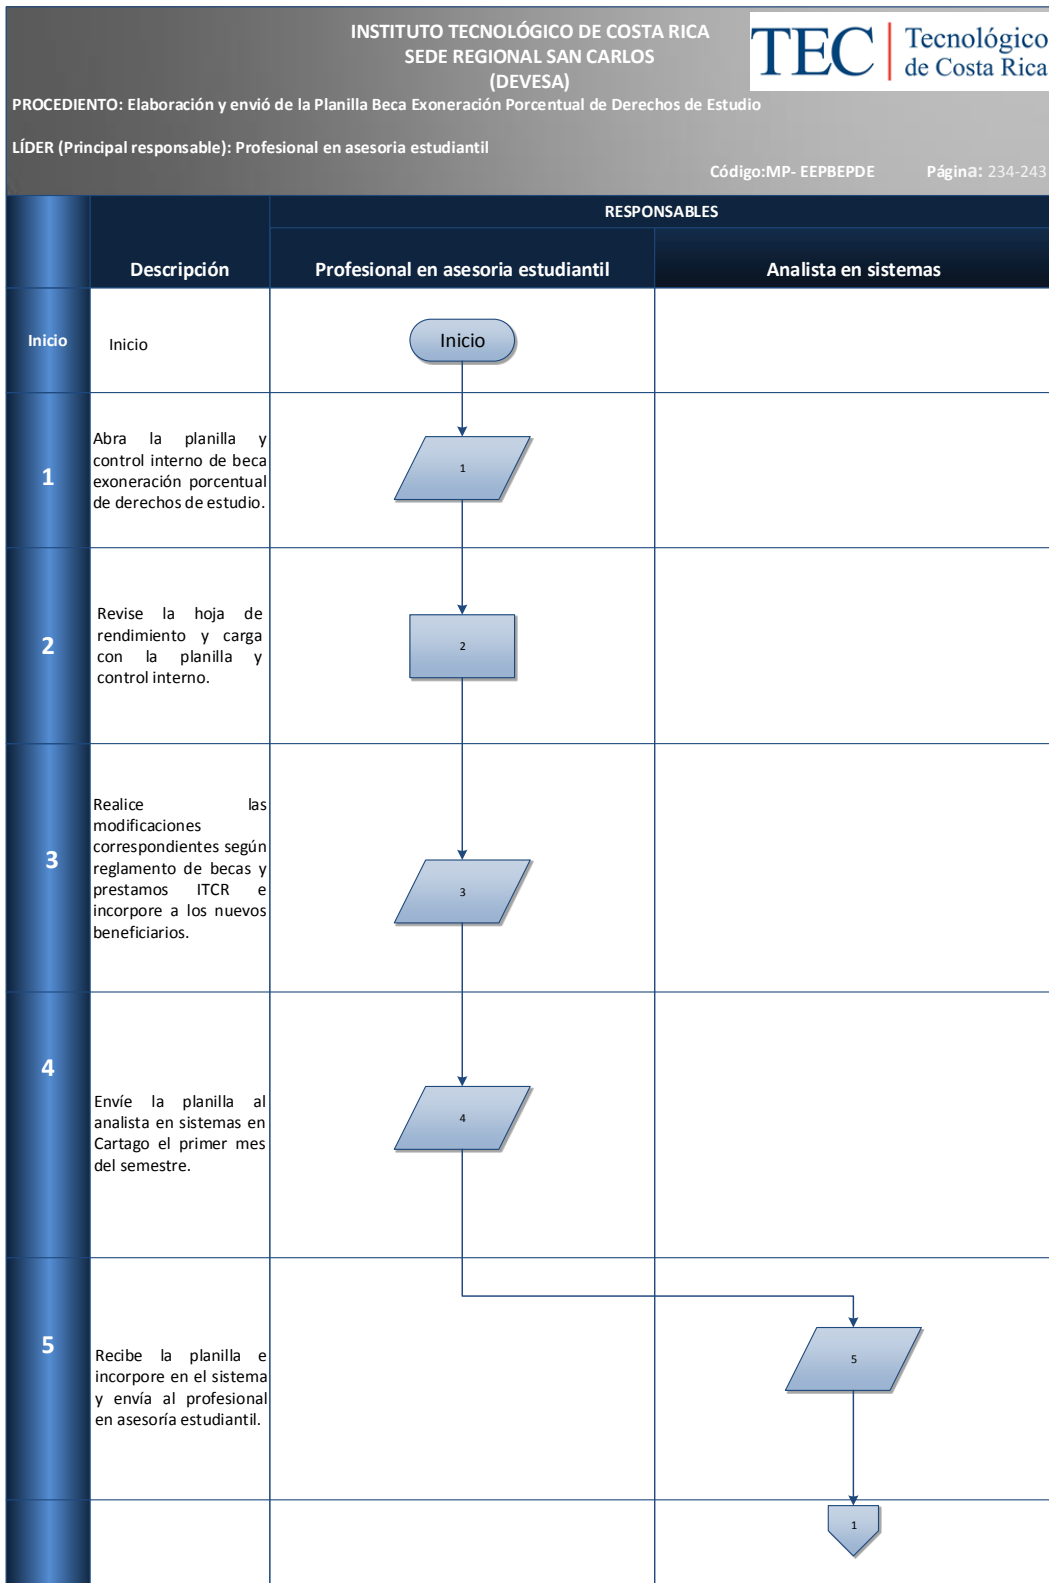 INSTITUTO TECNOLÓGICO DE COSTA RICA
SEDE REGIONAL SAN CARLOS
(DEVESA)
TEC | Tecnológico
de Costa Rica
PROCEDIENTO: Elaboración y envió de la Planilla Beca Exoneración Porcentual de Derechos de Estudio
LÍDER (Principal responsable): Profesional en asesoria estudiantil
Código:MP- EEPBEPDE Página: 234-243
RESPONSABLES
Descripción Profesional en asesoria estudiantil Analista en sistemas
Inicio Inicio Inicio
1
Abra la planilla y
control interno de beca
exoneración porcentual
de derechos de estudio.
1
2
Revise la hoja de
rendimiento y carga
con la planilla y
control interno.
2
3
Realice las
modificaciones
correspondientes según
reglamento de becas y
prestamos ITCR e
incorpore a los nuevos
beneficiarios.
3
4
Envíe la planilla al
analista en sistemas en
Cartago el primer mes
del semestre.
4
5
Recibe la planilla e
incorpore en el sistema
y envía al profesional
en asesoría estudiantil.
5
1